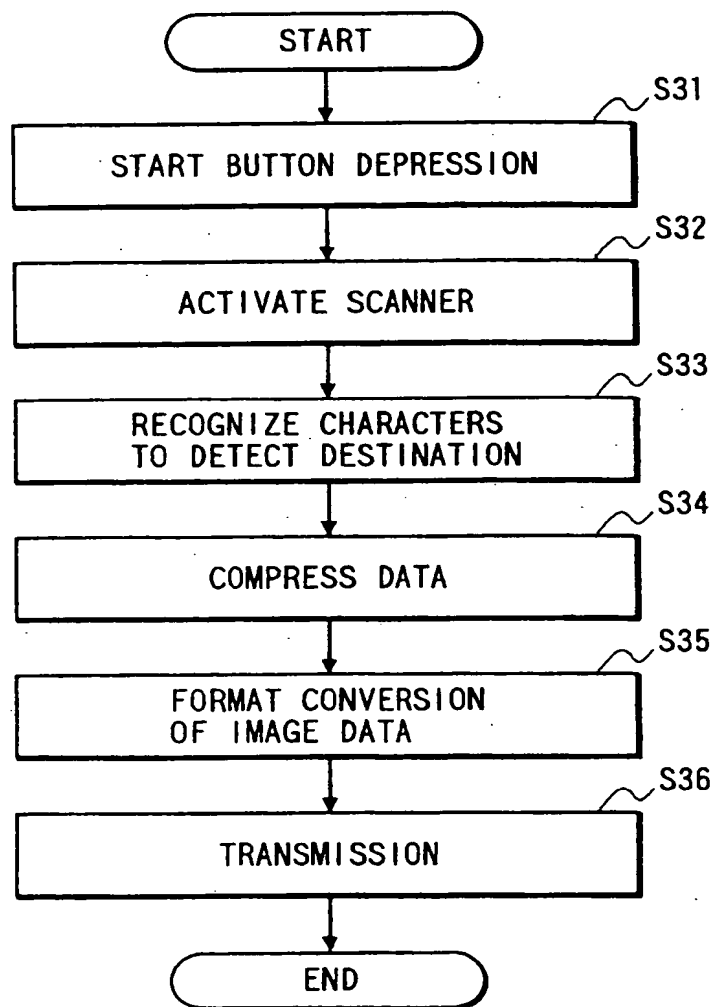 START
S31
START BUTTON DEPRESSION
S32
ACTIVATE SCANNER
S33
RECOGNIZE CHARACTERS
TO DETECT DESTINATION
S34
COMPRESS DATA
S35
FORMAT CONVERSION
OF IMAGE DATA
S36
TRANSMISSION
END